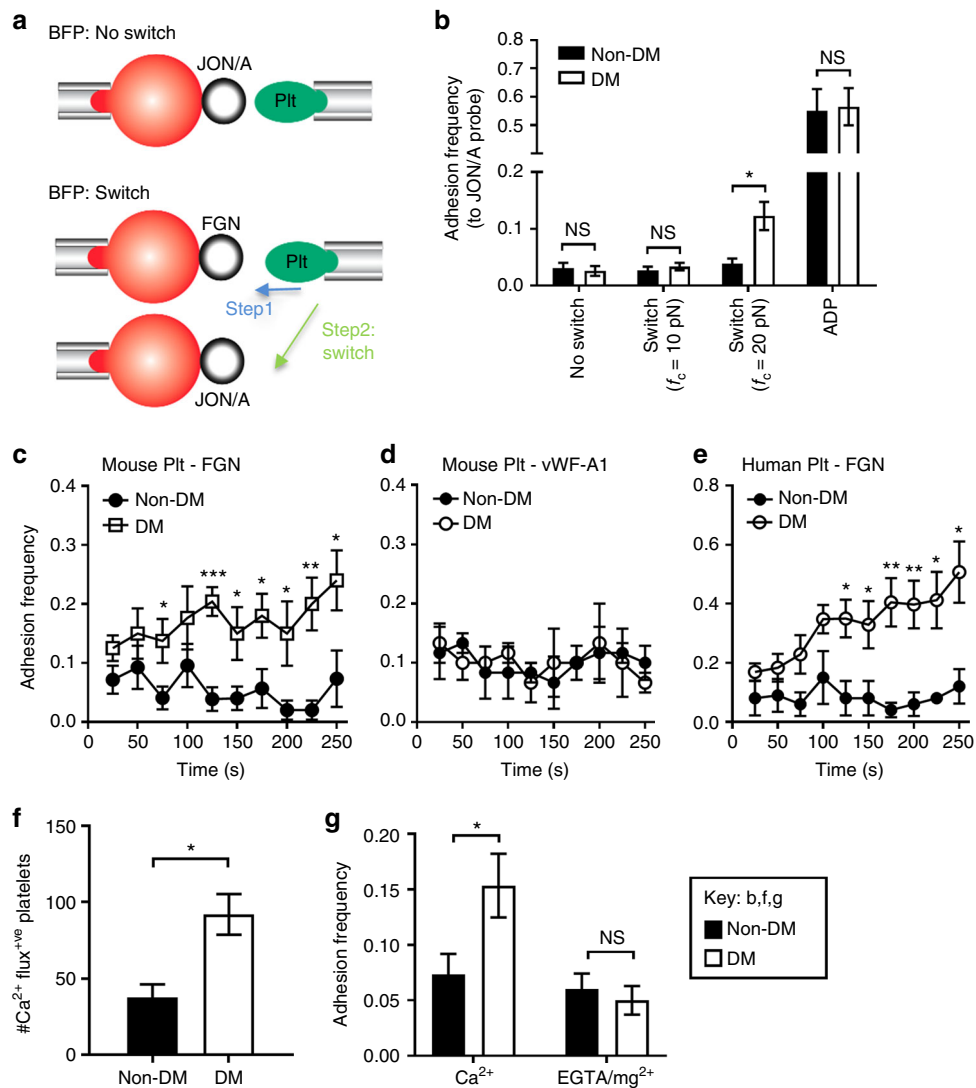 a
BFP: No switch
JON/A
Plt
BFP: Switch
FGN
Plt
Step1
Step2:
switch
JON/A
b
Adhesion frequency
(to JON/A probe)
0.8
0.7
0.6
0.5
0.2
0.1
0.0
Non-DM
DM
NS
NS
*
NS
No switch
Switch
(fc = 10 pN)
Switch
(fc = 20 pN)
ADP
c
Mouse Plt - FGN
Adhesion frequency
0.4
0.3
0.2
0.1
0.0
Non-DM
DM
* *** * * * ** *
0 50 100 150 200 250
Time (s)
d
Mouse Plt - vWF-A1
0.4
0.3
0.2
0.1
0.0
Non-DM
DM
0 50 100 150 200 250
Time (s)
e
Human Plt - FGN
0.8
0.6
0.4
0.2
0.0
Non-DM
DM
* * ** ** * *
0 50 100 150 200 250
Time (s)
f
#Ca²⁺ flux⁺ᵛᵉ platelets
150
100
50
0
*
Non-DM DM
g
Adhesion frequency
0.20
0.15
0.10
0.05
0.00
*
NS
Ca²⁺ EGTA/mg²⁺
Key: b,f,g
Non-DM
DM